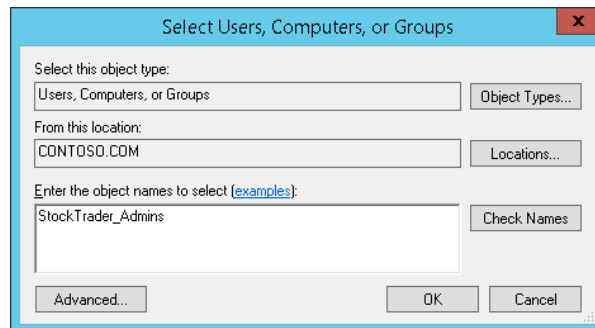 Select Users, Computers, or Groups
x
Select this object type:
Users, Computers, or Groups
Object Types...
From this location:
CONTOSO.COM
Locations...
Enter the object names to select (examples):
StockTrader_Admins
Check Names
Advanced...
OK
Cancel